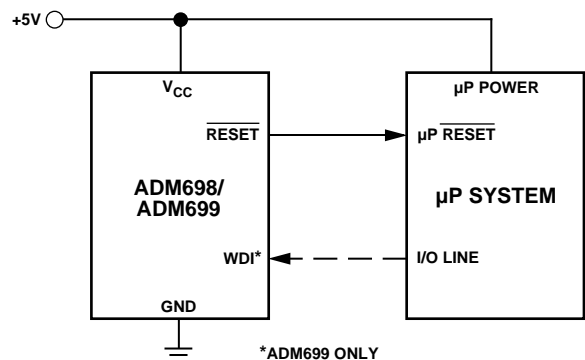 +5V
VCC
µP POWER
RESET
µP RESET
ADM698/
ADM699
µP SYSTEM
WDI*
I/O LINE
GND
*ADM699 ONLY